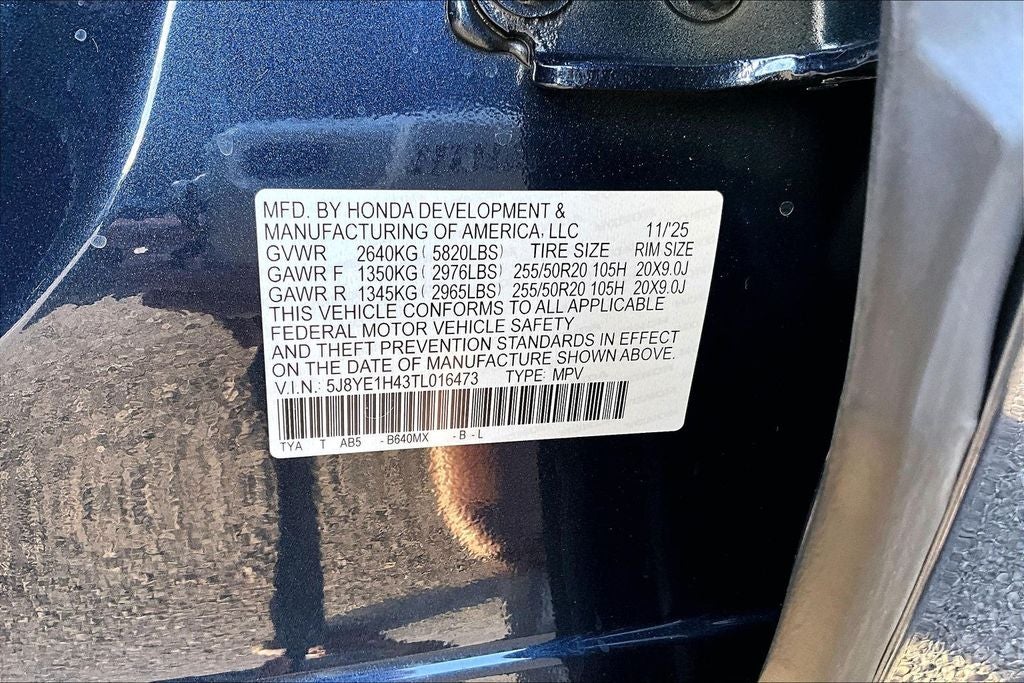 MFD. BY HONDA DEVELOPMENT &
MANUFACTURING OF AMERICA, LLC 11/'25
GVWR 2640KG ( 5820LBS) TIRE SIZE RIM SIZE
GAWR F 1350KG ( 2976LBS) 255/50R20 105H 20X9.0J
GAWR R 1345KG ( 2965LBS) 255/50R20 105H 20X9.0J
THIS VEHICLE CONFORMS TO ALL APPLICABLE
FEDERAL MOTOR VEHICLE SAFETY
AND THEFT PREVENTION STANDARDS IN EFFECT
ON THE DATE OF MANUFACTURE SHOWN ABOVE.
V.I.N.: 5J8YE1H43TL016473 TYPE: MPV
TYA T AB5 - B640MX - B - L